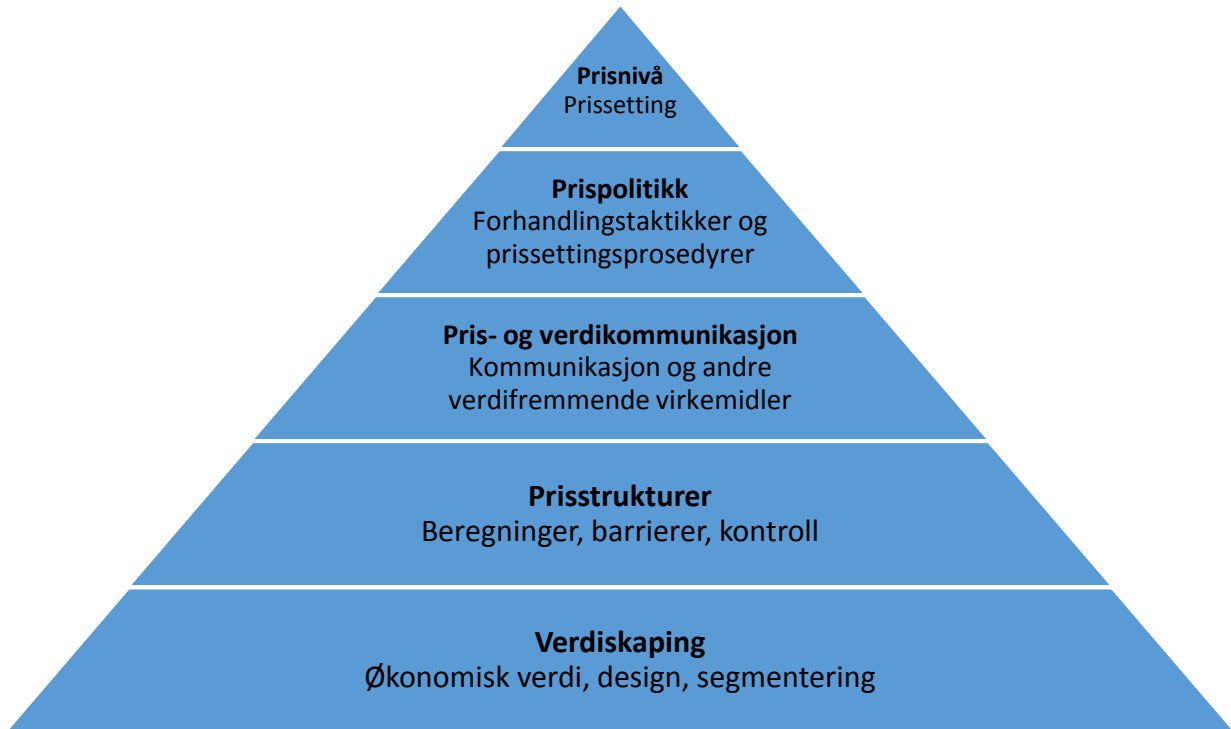 Prisnivå
Prissetting
Prispolitikk
Forhandlingstaktikker og
prissettingsprosedyrer
Pris- og verdikommunikasjon
Kommunikasjon og andre
verdifremmende virkemidler
Prisstrukturer
Beregninger, barrierer, kontroll
Verdiskaping
Økonomisk verdi, design, segmentering